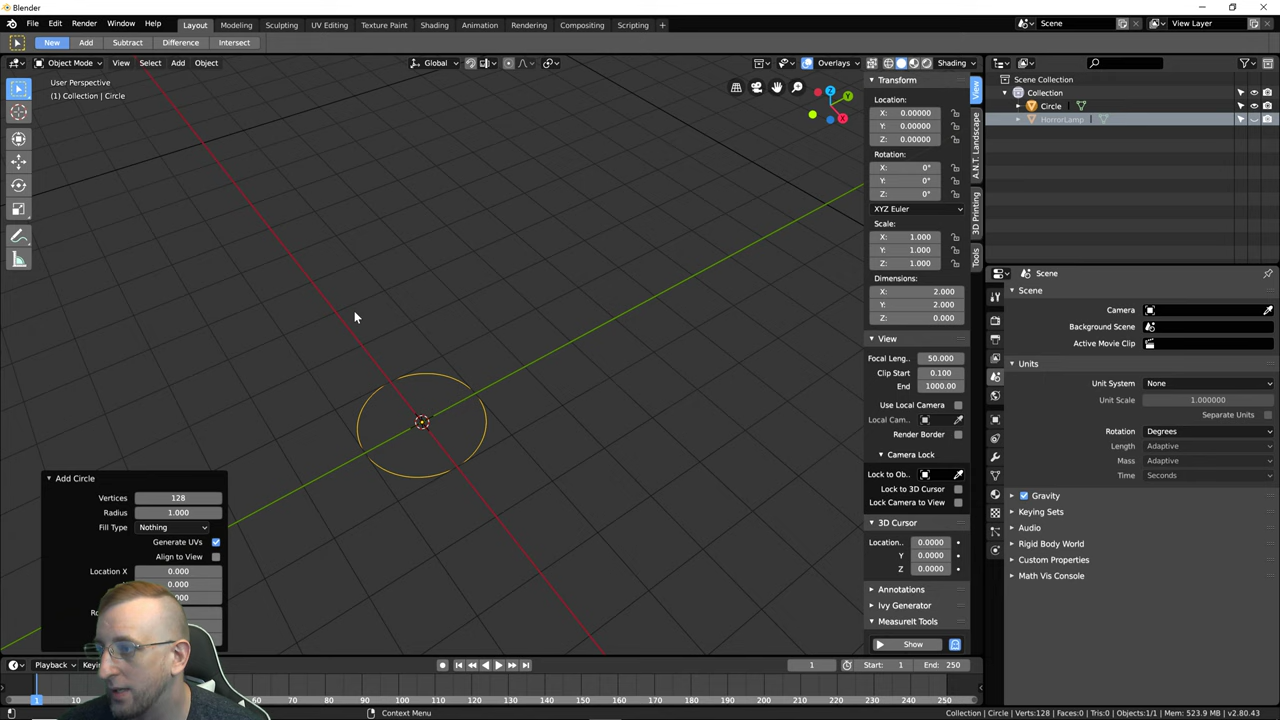 Blender
File Edit Render Window Help Layout Modeling Sculpting UV Editing Texture Paint Shading Animation Rendering Compositing Scripting + Scene View Layer
New Add Subtract Difference Intersect
Object Mode View Select Add Object Global Overlays Shading
User Perspective
(1) Collection | Circle
Transform
Location:
X: 0.00000
Y: 0.00000
Z: 0.00000
Rotation:
X: 0°
Y: 0°
Z: 0°
XYZ Euler
Scale:
X: 1.000
Y: 1.000
Z: 1.000
Dimensions:
X: 2.000
Y: 2.000
Z: 0.000
View
Focal Leng.. 50.000
Clip Start 0.100
End 1000.00
Use Local Camera
Local Cam..
Render Border
Camera Lock
Lock to Ob..
Lock to 3D Cursor
Lock Camera to View
3D Cursor
Location.. 0.0000
Y 0.0000
Z 0.0000
Annotations
Ivy Generator
MeasureIt Tools
Show
View
A.N.T. Landscape
3D Printing
Tools
Scene Collection
Collection
Circle
HorrorLamp
Scene
Scene
Camera
Background Scene
Active Movie Clip
Units
Unit System None
Unit Scale 1.000000
Separate Units
Rotation Degrees
Length Adaptive
Mass Adaptive
Time Seconds
Gravity
Keying Sets
Audio
Rigid Body World
Custom Properties
Math Vis Console
Add Circle
Vertices 128
Radius 1.000
Fill Type Nothing
Generate UVs
Align to View
Location X 0.000
0.000
Playback 1 Start: 1 End: 250
1 10 60 70 80 90 100 110 120 130 140 150 160 170 180 190 200 210 220 230 240 250
Context Menu
Collection | Circle | Verts:128 | Faces:0 | Tris:0 | Objects:1/1 | Mem: 523.9 MB | v2.80.43